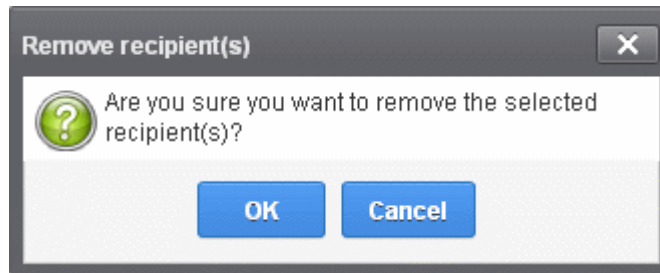 Remove recipient(s)
Are you sure you want to remove the selected
recipient(s)?
OK
Cancel